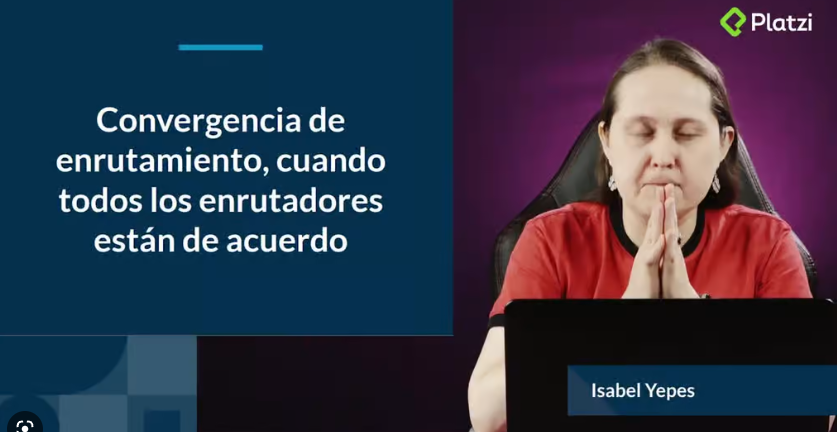 Platzi
Convergencia de
enrutamiento, cuando
todos los enrutadores
están de acuerdo
Isabel Yepes